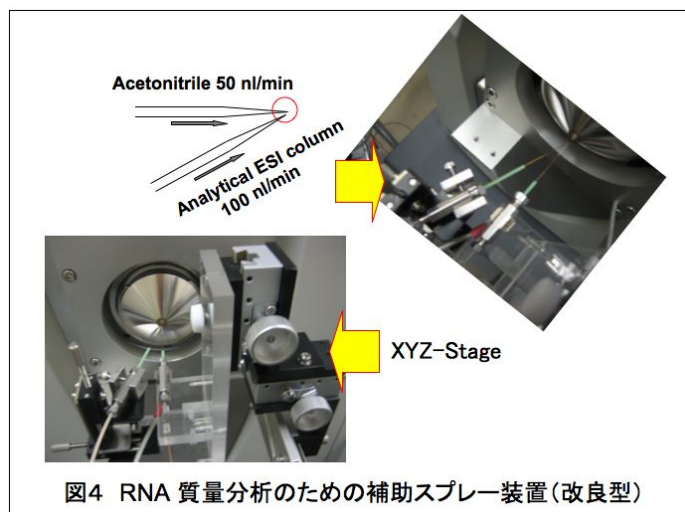 Acetonitrile 50 nl/min
Analytical ESI column
100 nl/min
XYZ-Stage
図4 RNA 質量分析のための補助スプレー装置(改良型)